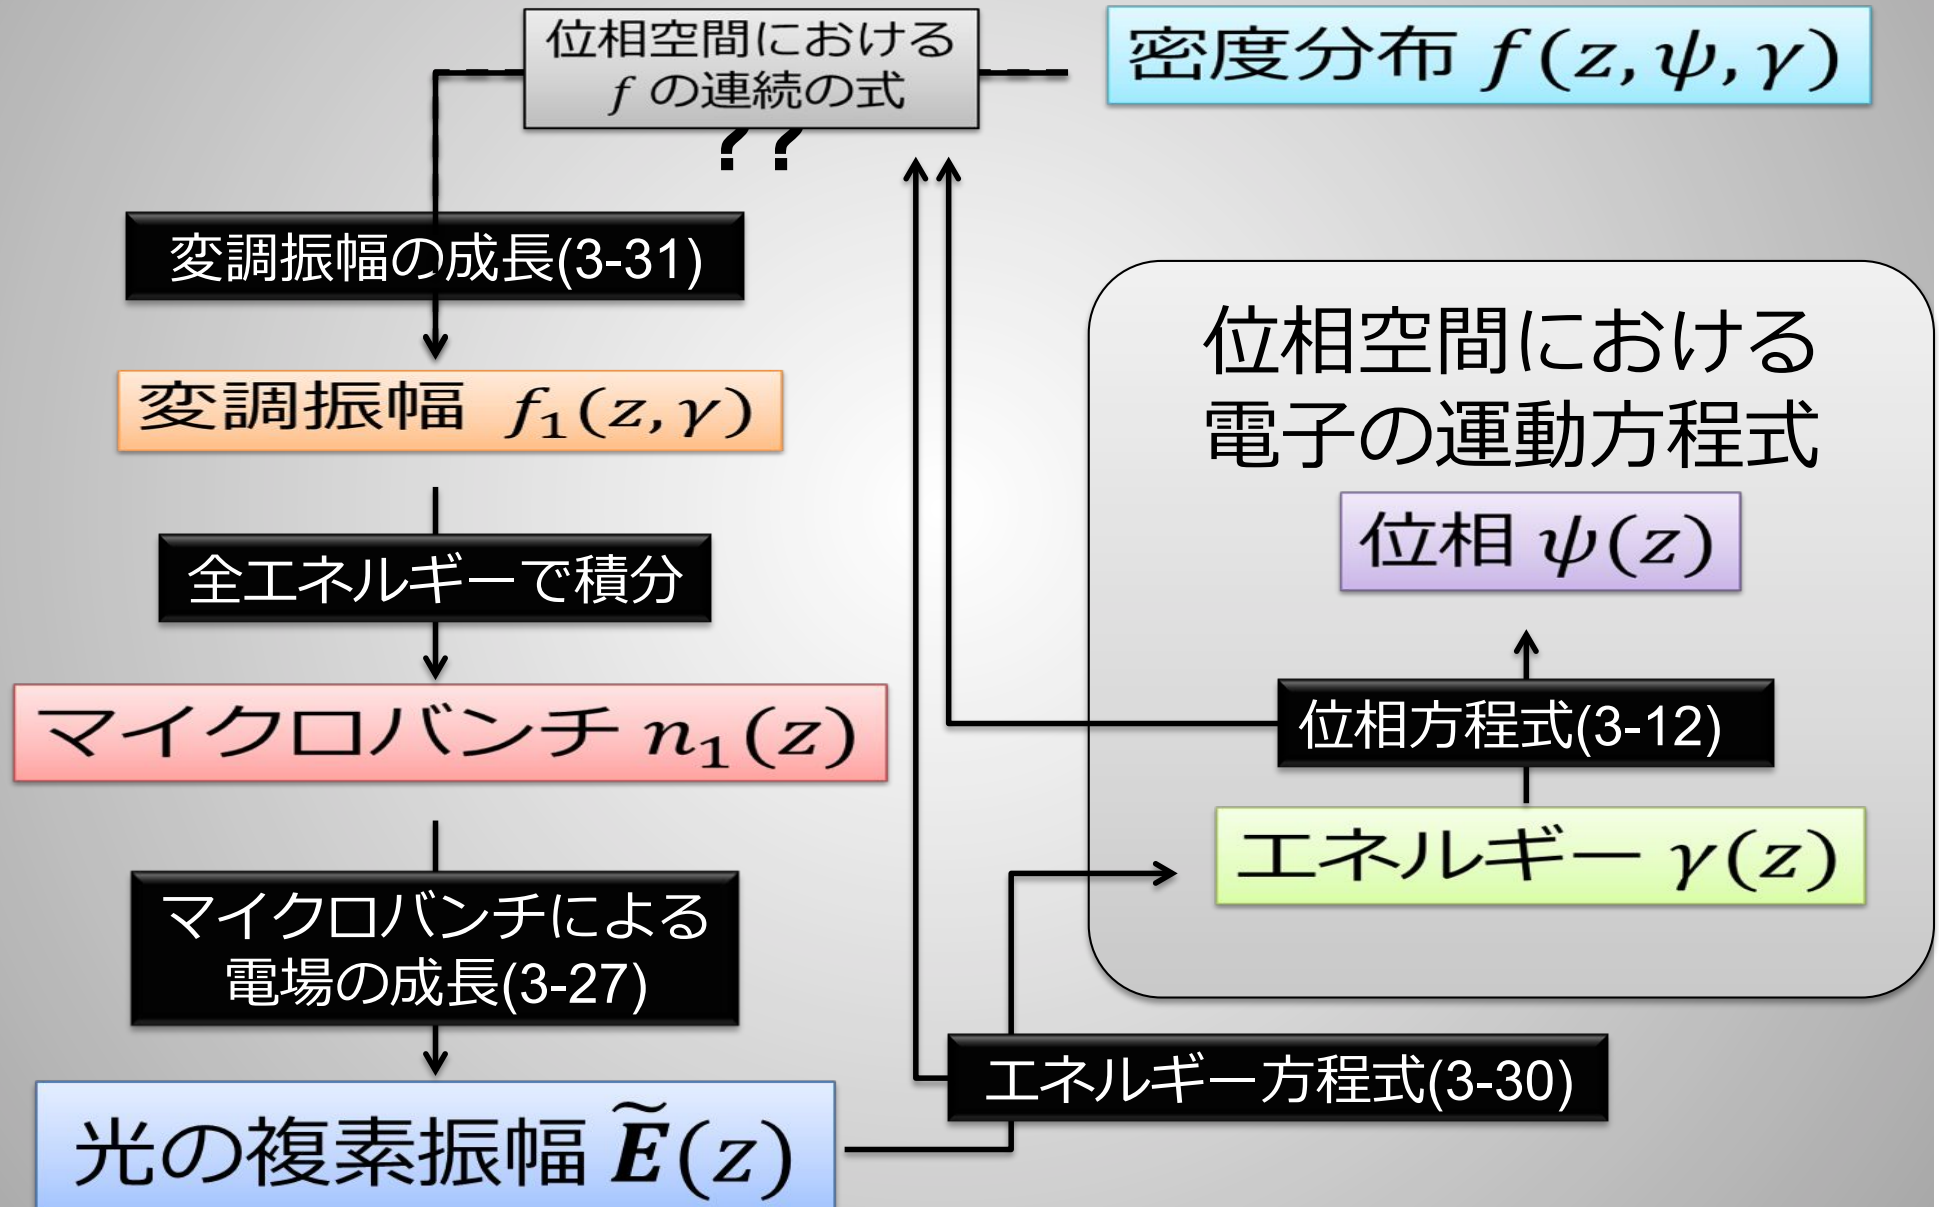 位相空間における
f の連続の式
??
密度分布 f(z, ψ, γ)
変調振幅の成長(3-31)
変調振幅 f₁(z, γ)
全エネルギーで積分
マイクロバンチ n₁(z)
マイクロバンチによる
電場の成長(3-27)
光の複素振幅 Ẽ(z)
位相空間における
電子の運動方程式
位相 ψ(z)
位相方程式(3-12)
エネルギー γ(z)
エネルギー方程式(3-30)